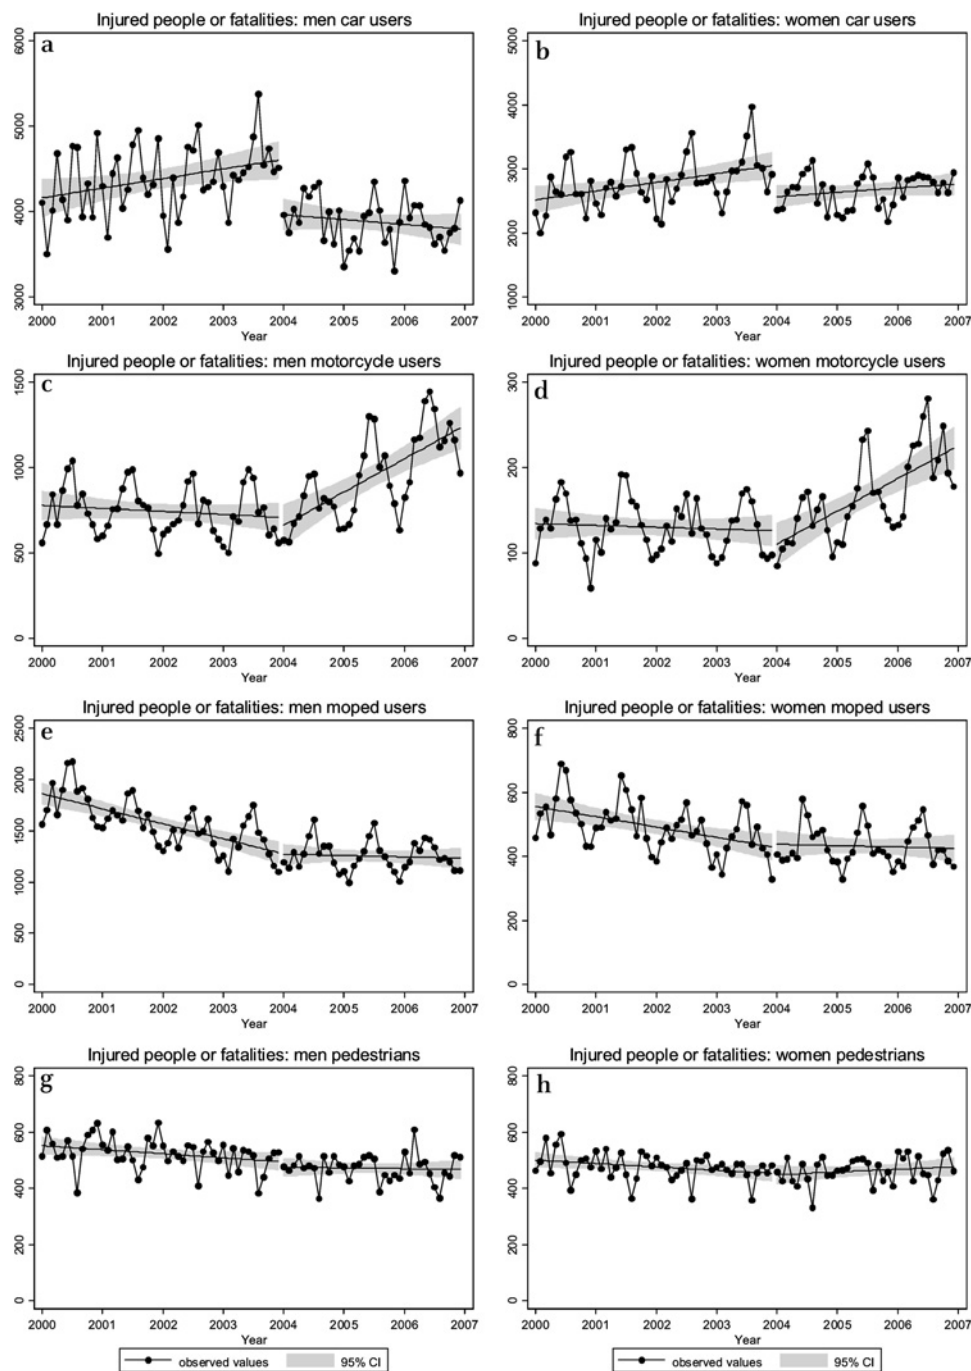 Injured people or fatalities: men car users
a
6000
5000
4000
3000
2000 2001 2002 2003 2004 2005 2006 2007
Year
Injured people or fatalities: women car users
b
5000
4000
3000
2000
1000
2000 2001 2002 2003 2004 2005 2006 2007
Year
Injured people or fatalities: men motorcycle users
c
1500
1000
500
0
2000 2001 2002 2003 2004 2005 2006 2007
Year
Injured people or fatalities: women motorcycle users
d
300
200
100
0
2000 2001 2002 2003 2004 2005 2006 2007
Year
Injured people or fatalities: men moped users
e
2500
2000
1500
1000
500
0
2000 2001 2002 2003 2004 2005 2006 2007
Year
Injured people or fatalities: women moped users
f
800
600
400
200
0
2000 2001 2002 2003 2004 2005 2006 2007
Year
Injured people or fatalities: men pedestrians
g
800
600
400
200
0
2000 2001 2002 2003 2004 2005 2006 2007
Year
Injured people or fatalities: women pedestrians
h
800
600
400
200
0
2000 2001 2002 2003 2004 2005 2006 2007
Year
observed values 95% CI
observed values 95% CI